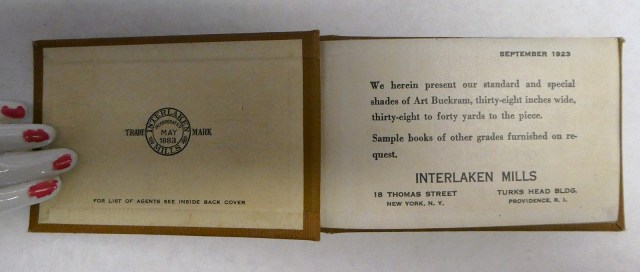 TRADE MARK
INTERLAKEN
INCORPORATED
MAY
1883
MILLS
FOR LIST OF AGENTS SEE INSIDE BACK COVER
SEPTEMBER 1923
We herein present our standard and special
shades of Art Buckram, thirty-eight inches wide,
thirty-eight to forty yards to the piece.
Sample books of other grades furnished on re-
quest.
INTERLAKEN MILLS
18 THOMAS STREET
NEW YORK, N. Y.
TURKS HEAD BLDG.
PROVIDENCE, R. I.